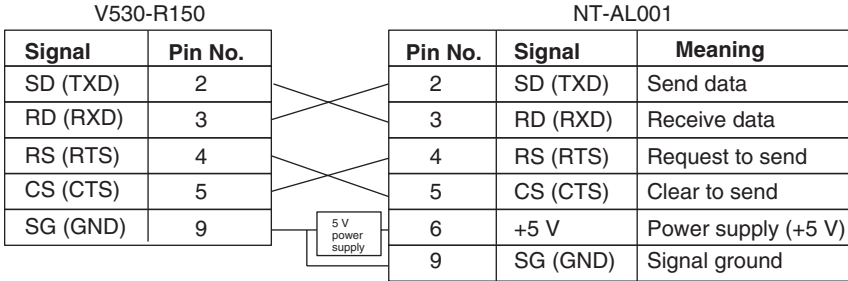 V530-R150 NT-AL001
Signal Pin No. Pin No. Signal Meaning
SD (TXD) 2 2 SD (TXD) Send data
RD (RXD) 3 3 RD (RXD) Receive data
RS (RTS) 4 4 RS (RTS) Request to send
CS (CTS) 5 5 CS (CTS) Clear to send
SG (GND) 9 6 +5 V Power supply (+5 V)
5 V
power
supply
9 SG (GND) Signal ground